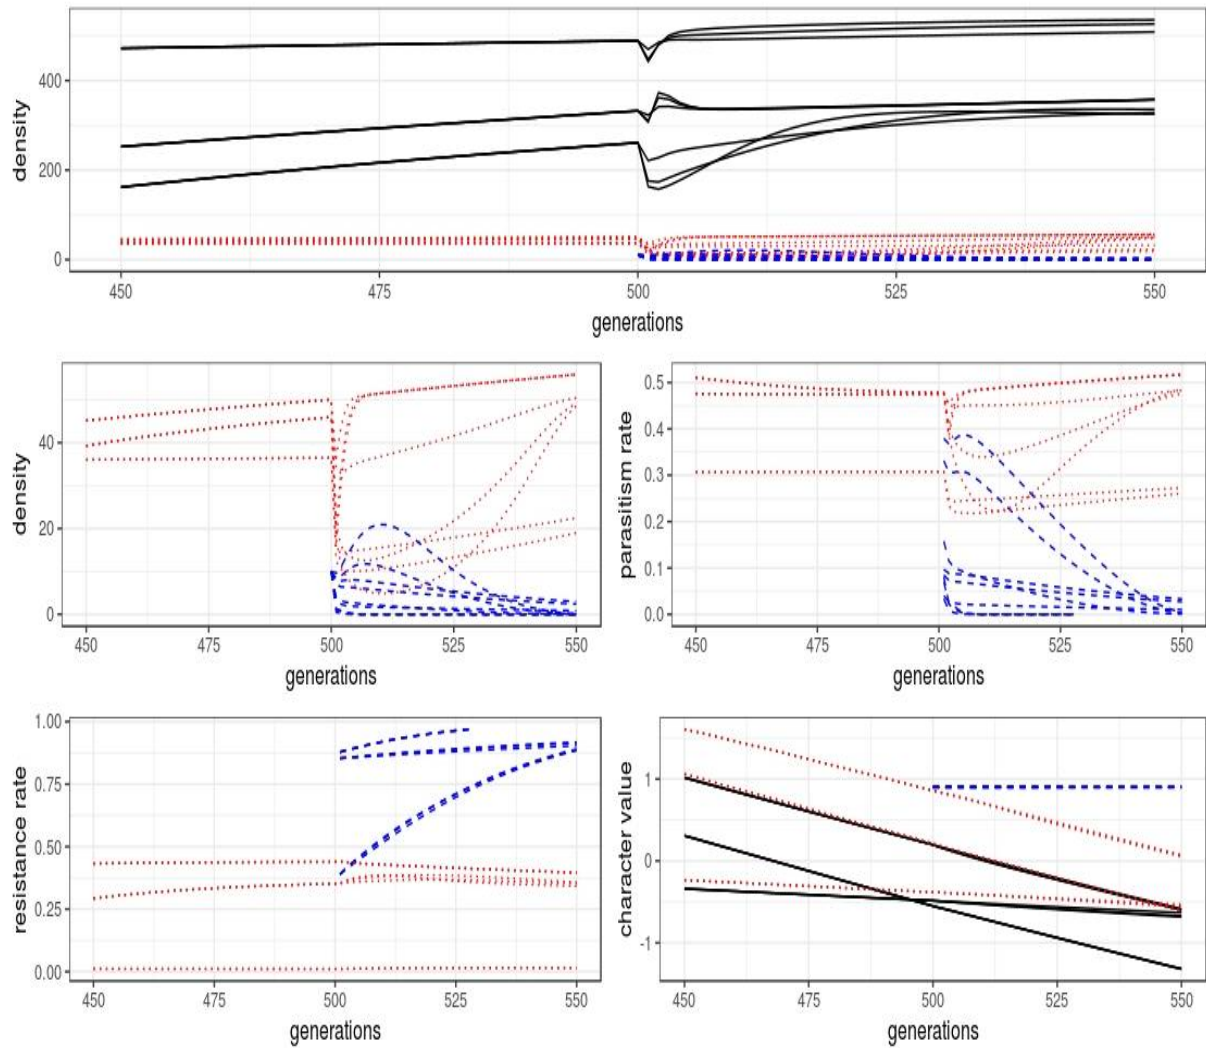 density
400
200
0
450 475 500 525 550
generations
density
40
20
0
450 475 500 525 550
generations
parasitism rate
0.5
0.4
0.3
0.2
0.1
0.0
450 475 500 525 550
generations
resistance rate
1.00
0.75
0.50
0.25
0.00
450 475 500 525 550
generations
character value
1
0
-1
450 475 500 525 550
generations